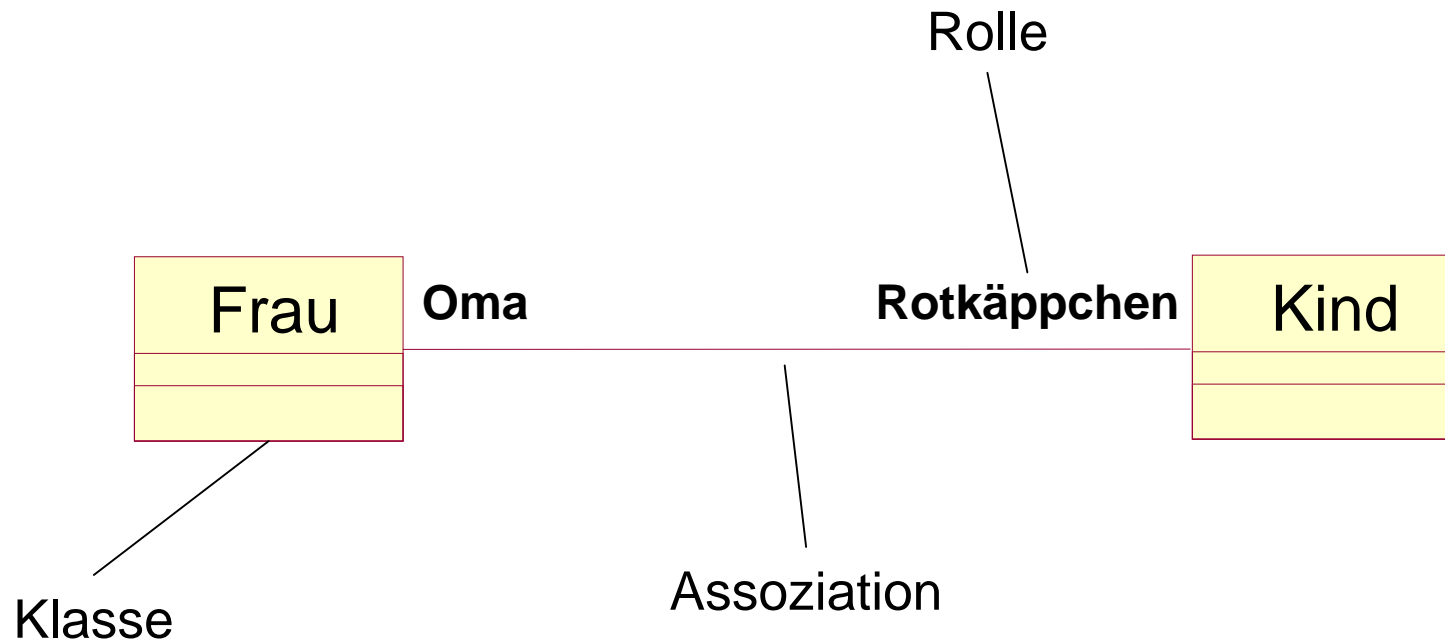 Rolle
Frau
Oma
Rotkäppchen
Kind
Assoziation
Klasse